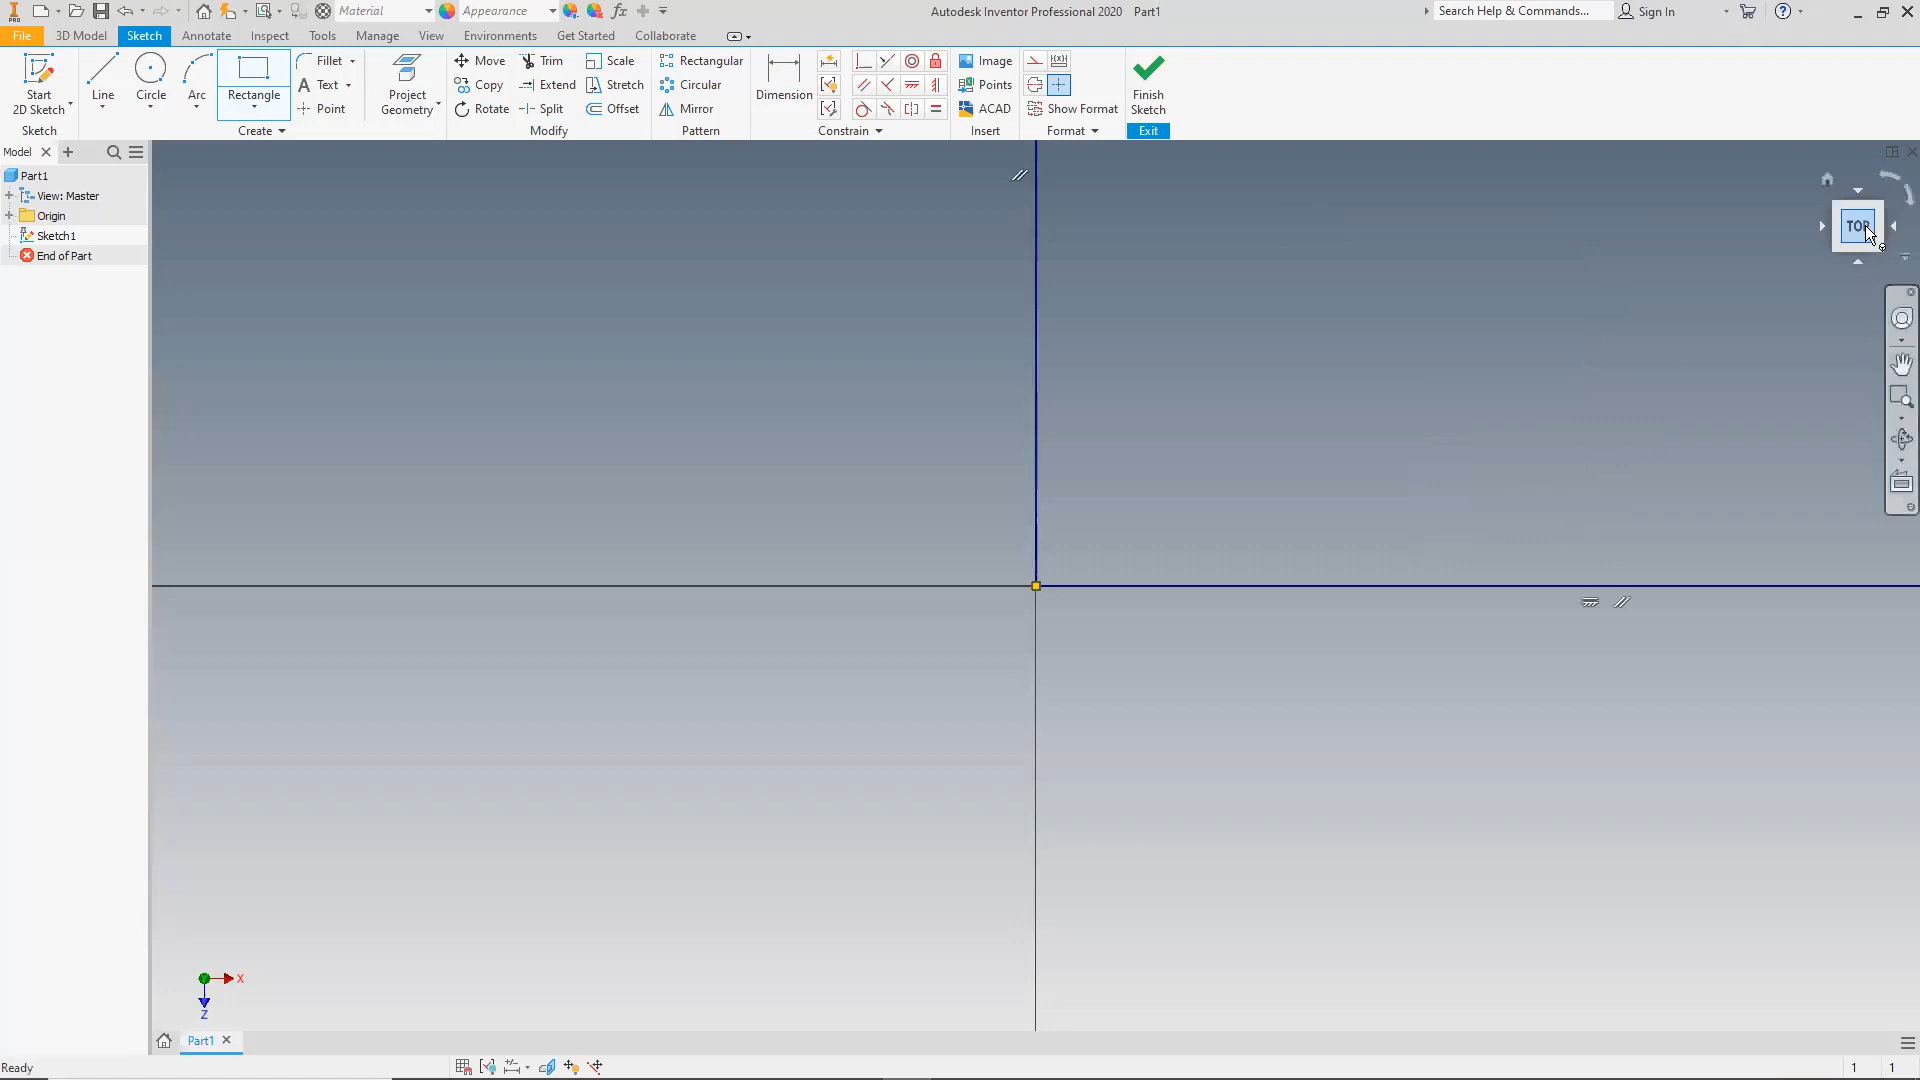 PRO
Material
Appearance
fx
Autodesk Inventor Professional 2020 Part1
Search Help & Commands...
Sign In
File
3D Model
Sketch
Annotate
Inspect
Tools
Manage
View
Environments
Get Started
Collaborate
Start
2D Sketch
Sketch
Line
Circle
Arc
Rectangle
Fillet
A Text
Point
Create
Project
Geometry
Move
Copy
Rotate
Trim
Extend
Split
Scale
Stretch
Offset
Modify
Rectangular
Circular
Mirror
Pattern
Dimension
Constrain
Image
Points
ACAD
Insert
Show Format
Format
Finish
Sketch
Exit
Model
Part1
View: Master
Origin
Sketch1
End of Part
TOP
X
Z
Part1
Ready
1 1